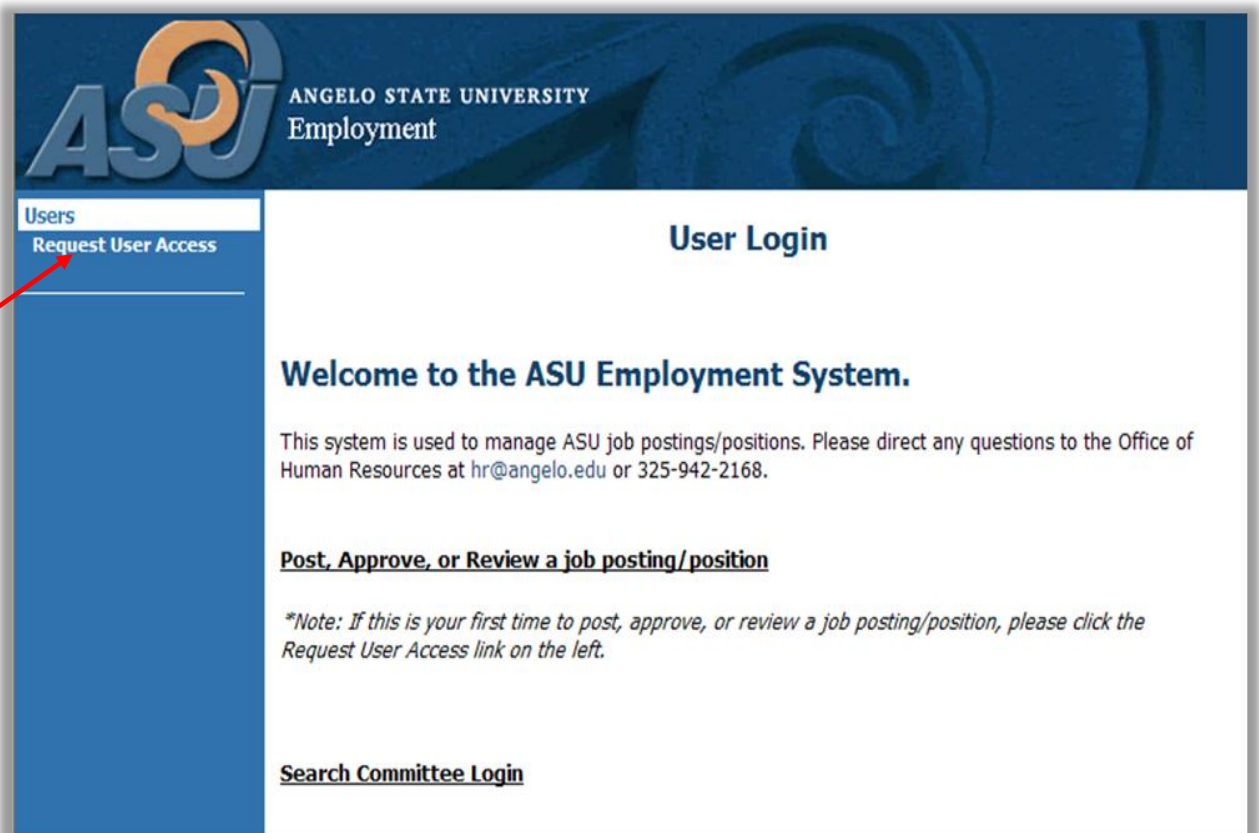 ASU
ANGELO STATE UNIVERSITY
Employment
Users
Request User Access
User Login
Welcome to the ASU Employment System.
This system is used to manage ASU job postings/positions. Please direct any questions to the Office of
Human Resources at hr@angelo.edu or 325-942-2168.
Post, Approve, or Review a job posting/position
*Note: If this is your first time to post, approve, or review a job posting/position, please click the
Request User Access link on the left.
Search Committee Login